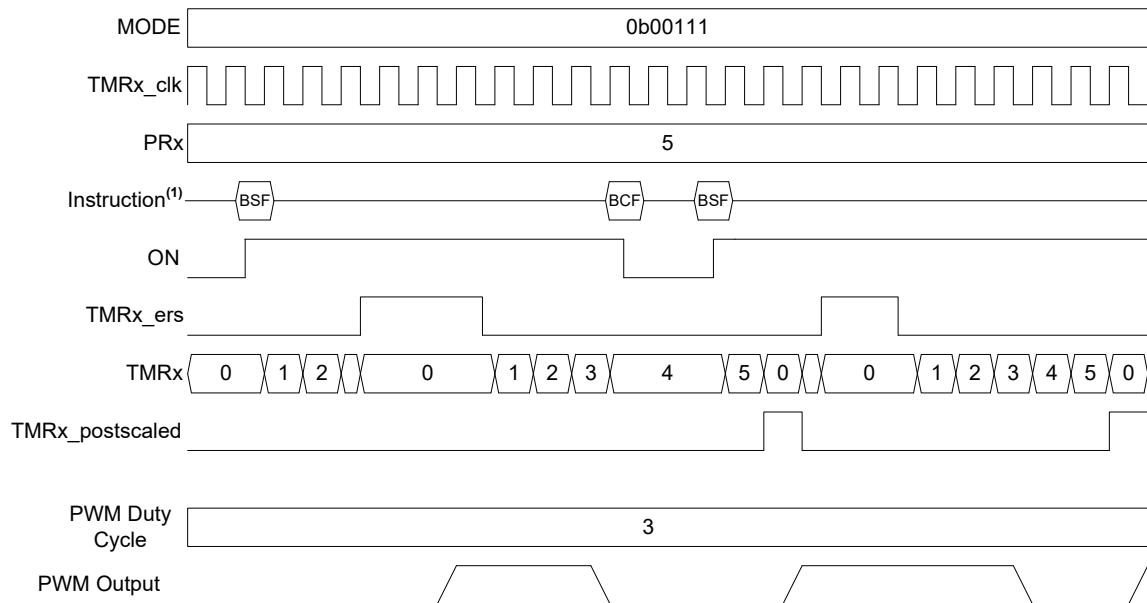 MODE 0b00111
TMRx_clk
PRx 5
Instruction(1) BSF BCF BSF
ON
TMRx_ers
TMRx 0 1 2 0 1 2 3 4 5 0 0 1 2 3 4 5 0
TMRx_postscaled
PWM Duty
Cycle 3
PWM Output